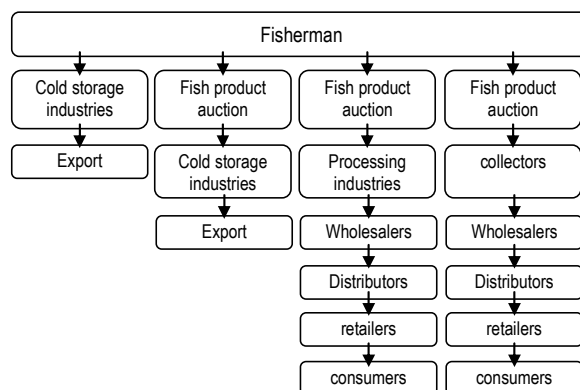 Fisherman
Cold storage
industries
Fish product
auction
Fish product
auction
Fish product
auction
Export
Cold storage
industries
Processing
industries
collectors
Export
Wholesalers
Wholesalers
Distributors
Distributors
retailers
retailers
consumers
consumers